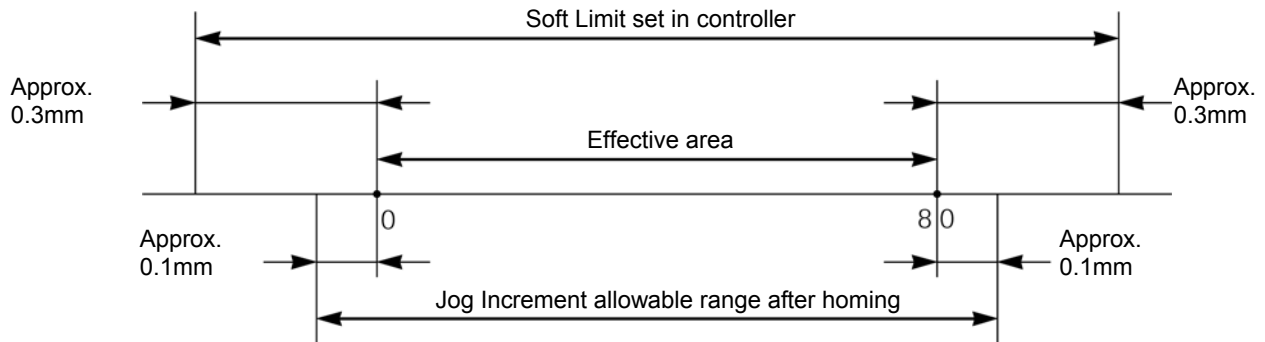 Soft Limit set in controller
Approx.
0.3mm
Approx.
0.3mm
Effective area
0
80
Approx.
0.1mm
Approx.
0.1mm
Jog Increment allowable range after homing